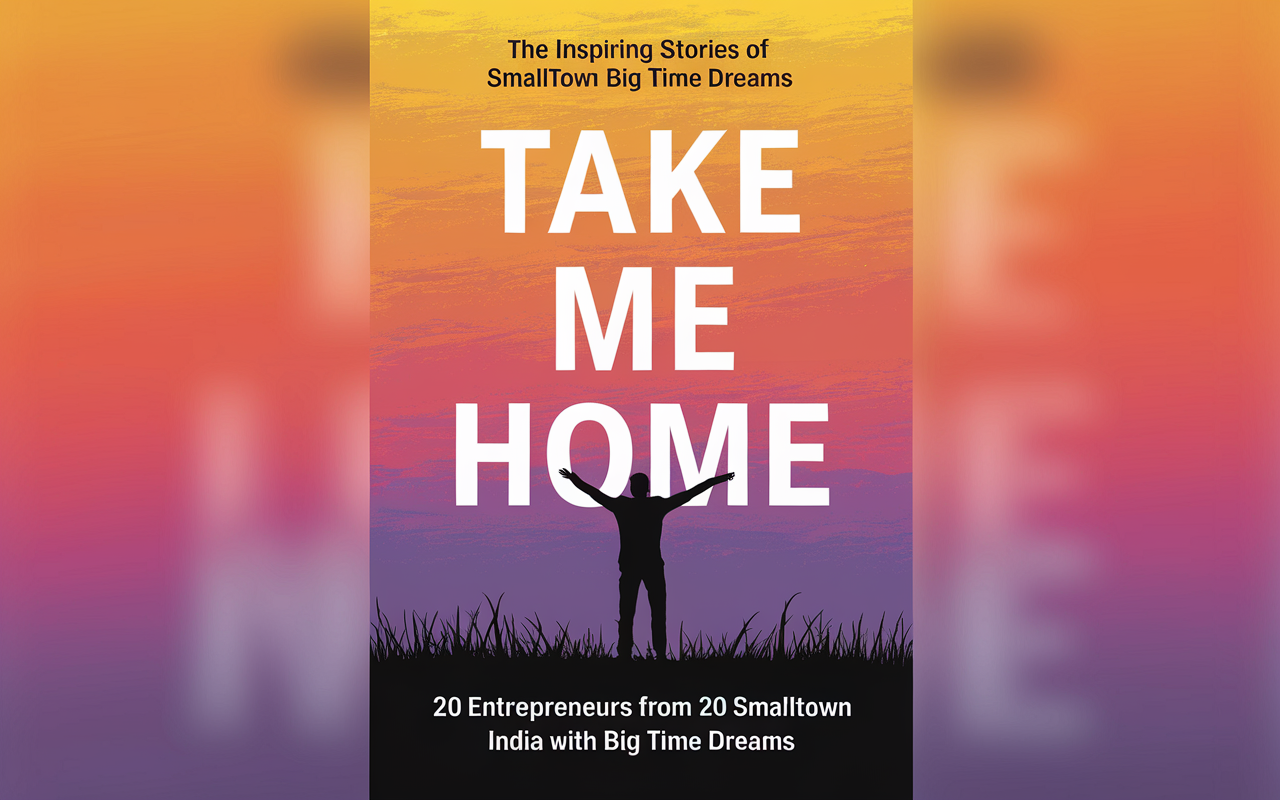 The Inspiring Stories of
SmallTown Big Time Dreams
TAKE
ME
HOME
20 Entrepreneurs from 20 Smalltown
India with Big Time Dreams